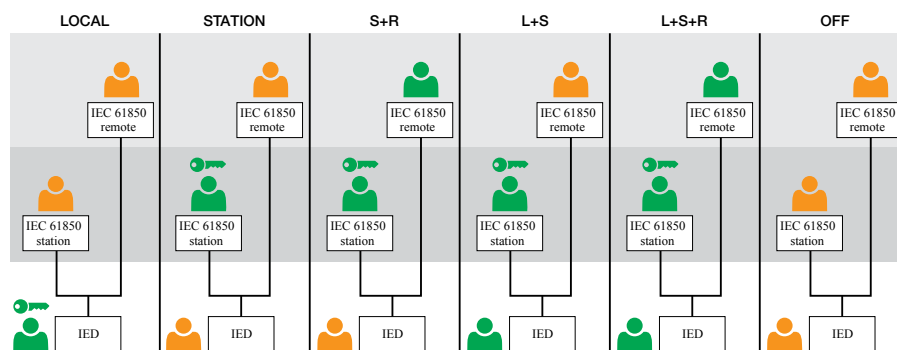 LOCAL STATION S+R L+S L+S+R OFF
IEC 61850 IEC 61850 IEC 61850 IEC 61850 IEC 61850 IEC 61850
remote remote remote remote remote remote
IEC 61850 IEC 61850 IEC 61850 IEC 61850 IEC 61850 IEC 61850
station station station station station station
IED IED IED IED IED IED